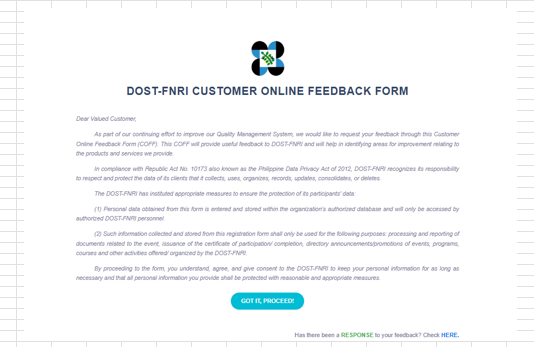 DOST-FNRI CUSTOMER ONLINE FEEDBACK FORM
Dear Valued Customer,
As part of our continuing effort to improve our Quality Management System, we would like to request your feedback through this Customer
Online Feedback Form (COFF). This COFF will provide useful feedback to DOST-FNRI and will help in identifying areas for improvement relating to
the products and services we provide.
In compliance with Republic Act No. 10173 also known as the Philippine Data Privacy Act of 2012, DOST-FNRI recognizes its responsibility
to respect and protect the data of its clients that it collects, uses, organizes, records, updates, consolidates, or deletes.
The DOST-FNRI has instituted appropriate measures to ensure the protection of its participants' data:
(1) Personal data obtained from this form is entered and stored within the organization's authorized database and will only be accessed by
authorized DOST-FNRI personnel.
(2) Such information collected and stored from this registration form shall only be used for the following purposes: processing and reporting of
documents related to the event, issuance of the certificate of participation/ completion, directory announcements/promotions of events, programs,
courses and other activities offered/ organized by the DOST-FNRI.
By proceeding to the form, you understand, agree, and give consent to the DOST-FNRI to keep your personal information for as long as
necessary and that all personal information you provide shall be protected with reasonable and appropriate measures.
GOT IT, PROCEED!
Has there been a RESPONSE to your feedback? Check HERE.